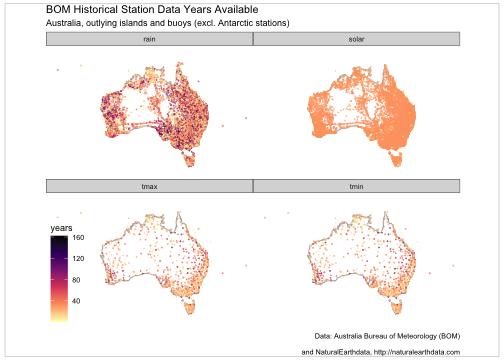 BOM Historical Station Data Years Available
Australia, outlying islands and buoys (excl. Antarctic stations)
rain
solar
tmax
tmin
years
160
120
80
40
Data: Australia Bureau of Meteorology (BOM)
and NaturalEarthdata, http://naturalearthdata.com